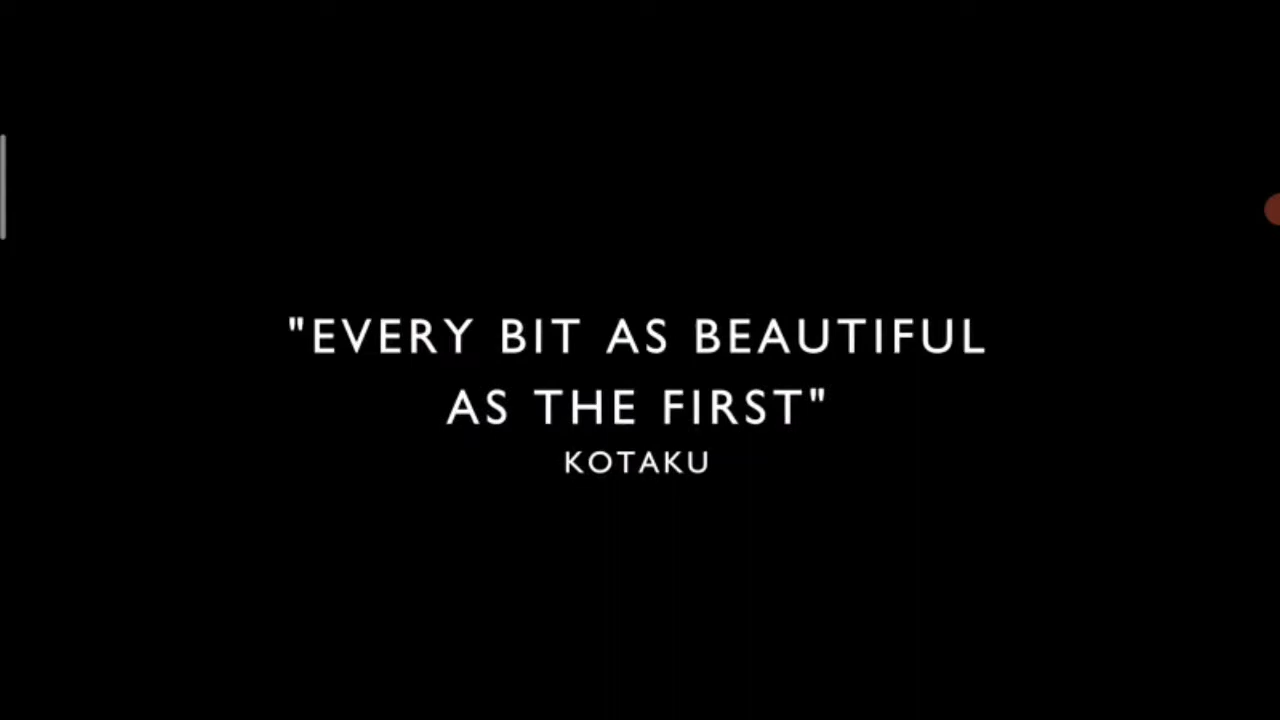 "EVERY BIT AS BEAUTIFUL
AS THE FIRST"
KOTAKU